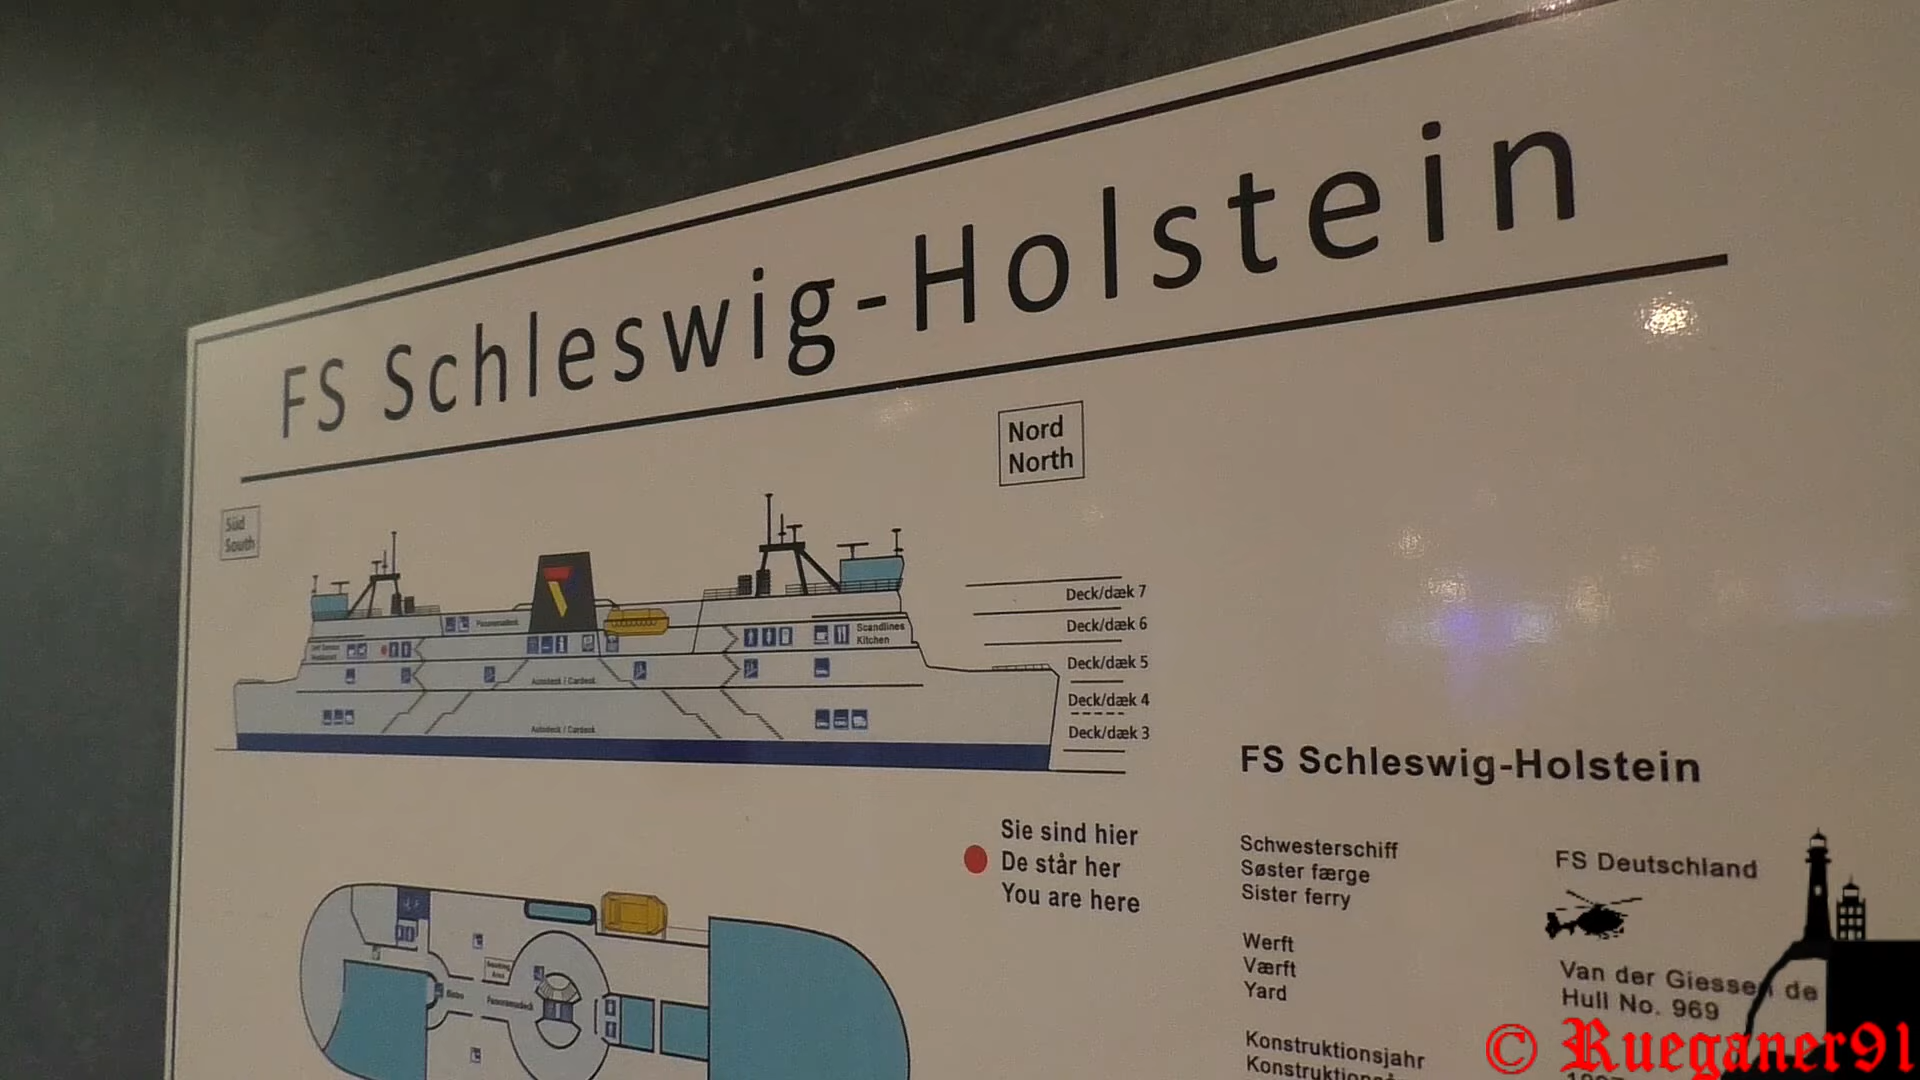 FS Schleswig-Holstein
Nord
North
Süd
South
Deck/dæk 7
Deck/dæk 6
Deck/dæk 5
Deck/dæk 4
Deck/dæk 3
Panoramadeck
Scandlines
Kitchen
Autodeck / Cardeck
Autodeck / Cardeck
Sie sind hier
De står her
You are here
Bistro
Panoramadeck
FS Schleswig-Holstein
Schwesterschiff
Søster færge
Sister ferry
FS Deutschland
Werft
Værft
Yard
Van der Giessen de
Hull No. 969
Konstruktionsjahr
© Rueganer91